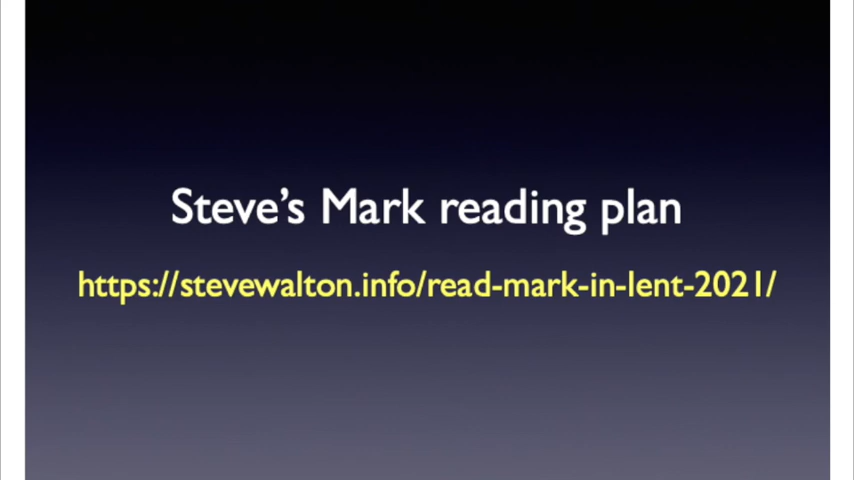 Steve’s Mark reading plan
https://stevewalton.info/read-mark-in-lent-2021/